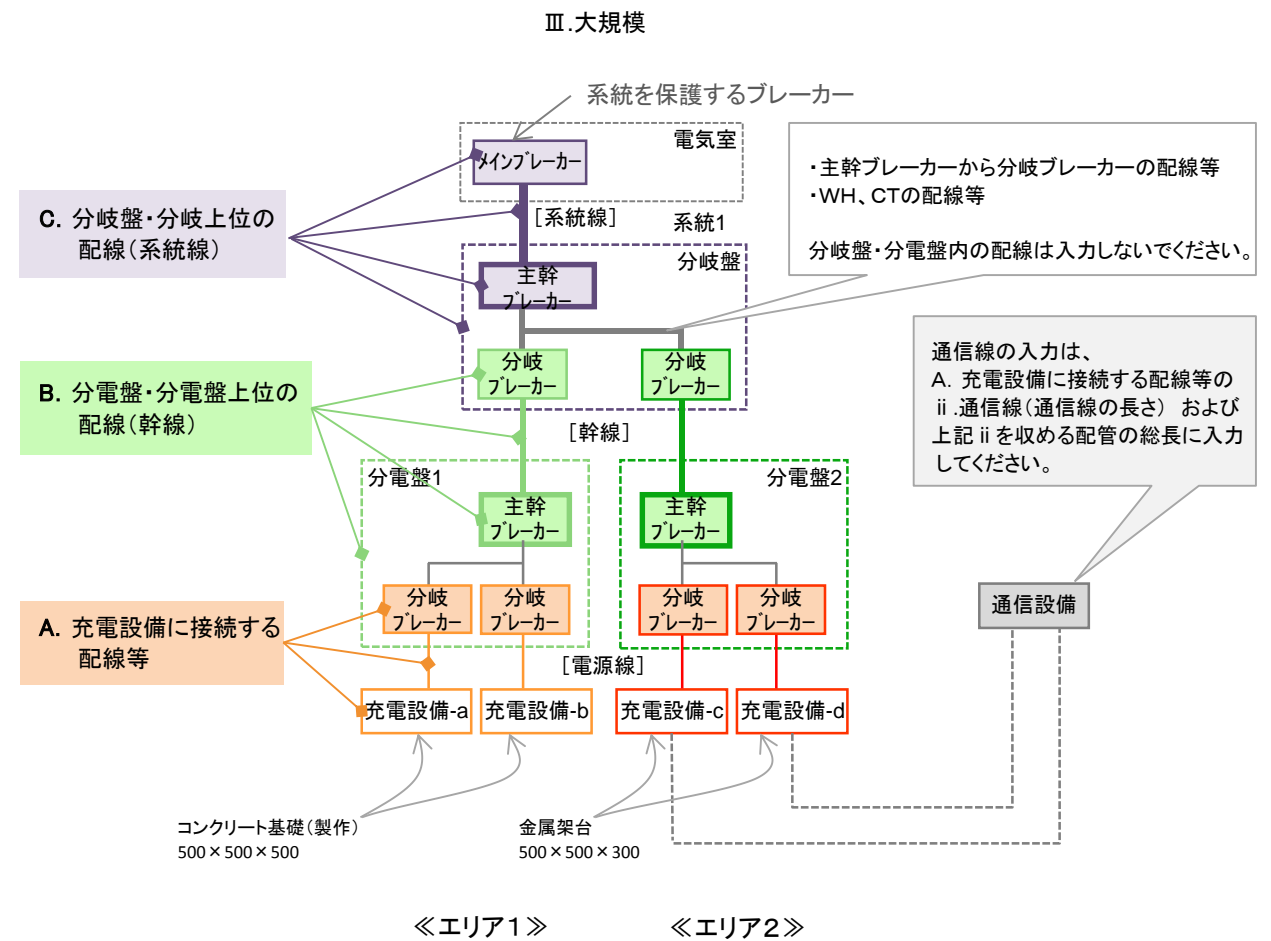 Ⅲ.大規模
系統を保護するブレーカー
電気室
メインブレーカー
・主幹ブレーカーから分岐ブレーカーの配線等
・WH、CTの配線等
分岐盤・分電盤内の配線は入力しないでください。
C. 分岐盤・分岐上位の
配線（系統線）
［系統線］
系統1
分岐盤
主幹
ブレーカー
分岐
ブレーカー
分岐
ブレーカー
通信線の入力は、
A. 充電設備に接続する配線等の
ⅱ.通信線（通信線の長さ） および
上記ⅱを収める配管の総長に入力
してください。
B. 分電盤・分電盤上位の
配線（幹線）
［幹線］
分電盤1
分電盤2
主幹
ブレーカー
主幹
ブレーカー
分岐
ブレーカー
分岐
ブレーカー
分岐
ブレーカー
分岐
ブレーカー
通信設備
A. 充電設備に接続する
配線等
［電源線］
充電設備-a
充電設備-b
充電設備-c
充電設備-d
コンクリート基礎（製作）
500×500×500
金属架台
500×500×300
≪エリア１≫
≪エリア２≫